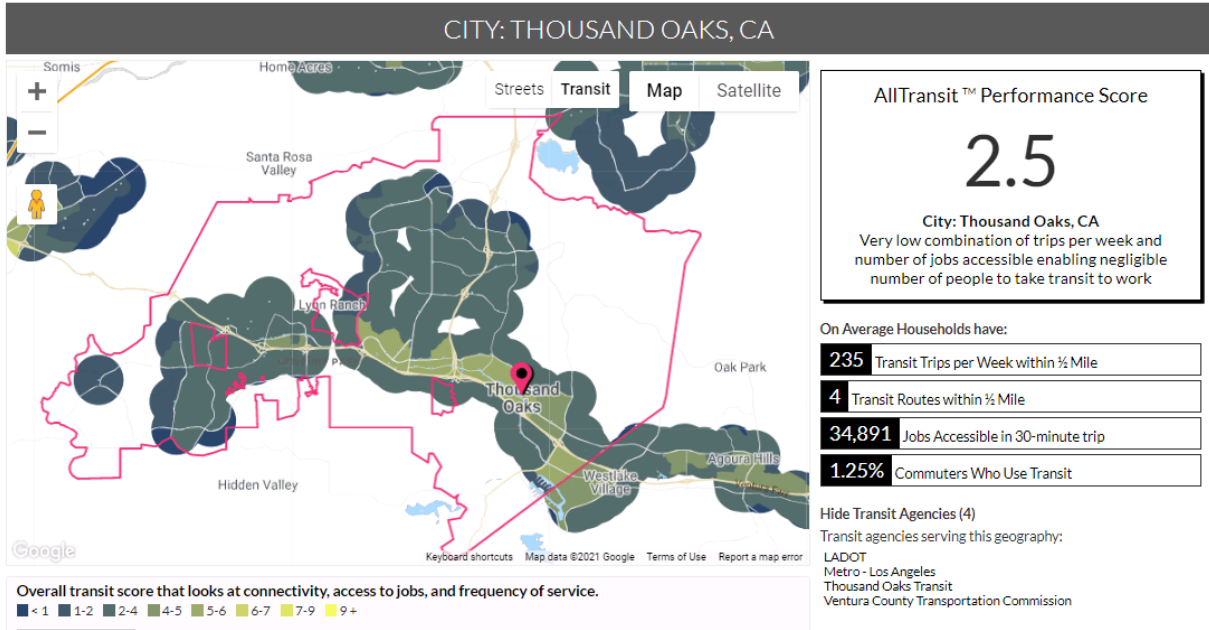 CITY: THOUSAND OAKS, CA
Somis
Home Acres
Streets
Transit
Map
Satellite
+
−
Santa Rosa
Valley
Lynn Ranch
Thousand
Oaks
Oak Park
Hidden Valley
Westlake
Village
Agoura Hills
Google
Keyboard shortcuts
Map data ©2021 Google
Terms of Use
Report a map error
Overall transit score that looks at connectivity, access to jobs, and frequency of service.
< 1
1-2
2-4
4-5
5-6
6-7
7-9
9 +
AllTransit ™ Performance Score
2.5
City: Thousand Oaks, CA
Very low combination of trips per week and
number of jobs accessible enabling negligible
number of people to take transit to work
On Average Households have:
235 Transit Trips per Week within ½ Mile
4 Transit Routes within ½ Mile
34,891 Jobs Accessible in 30-minute trip
1.25% Commuters Who Use Transit
Hide Transit Agencies (4)
Transit agencies serving this geography:
LADOT
Metro - Los Angeles
Thousand Oaks Transit
Ventura County Transportation Commission